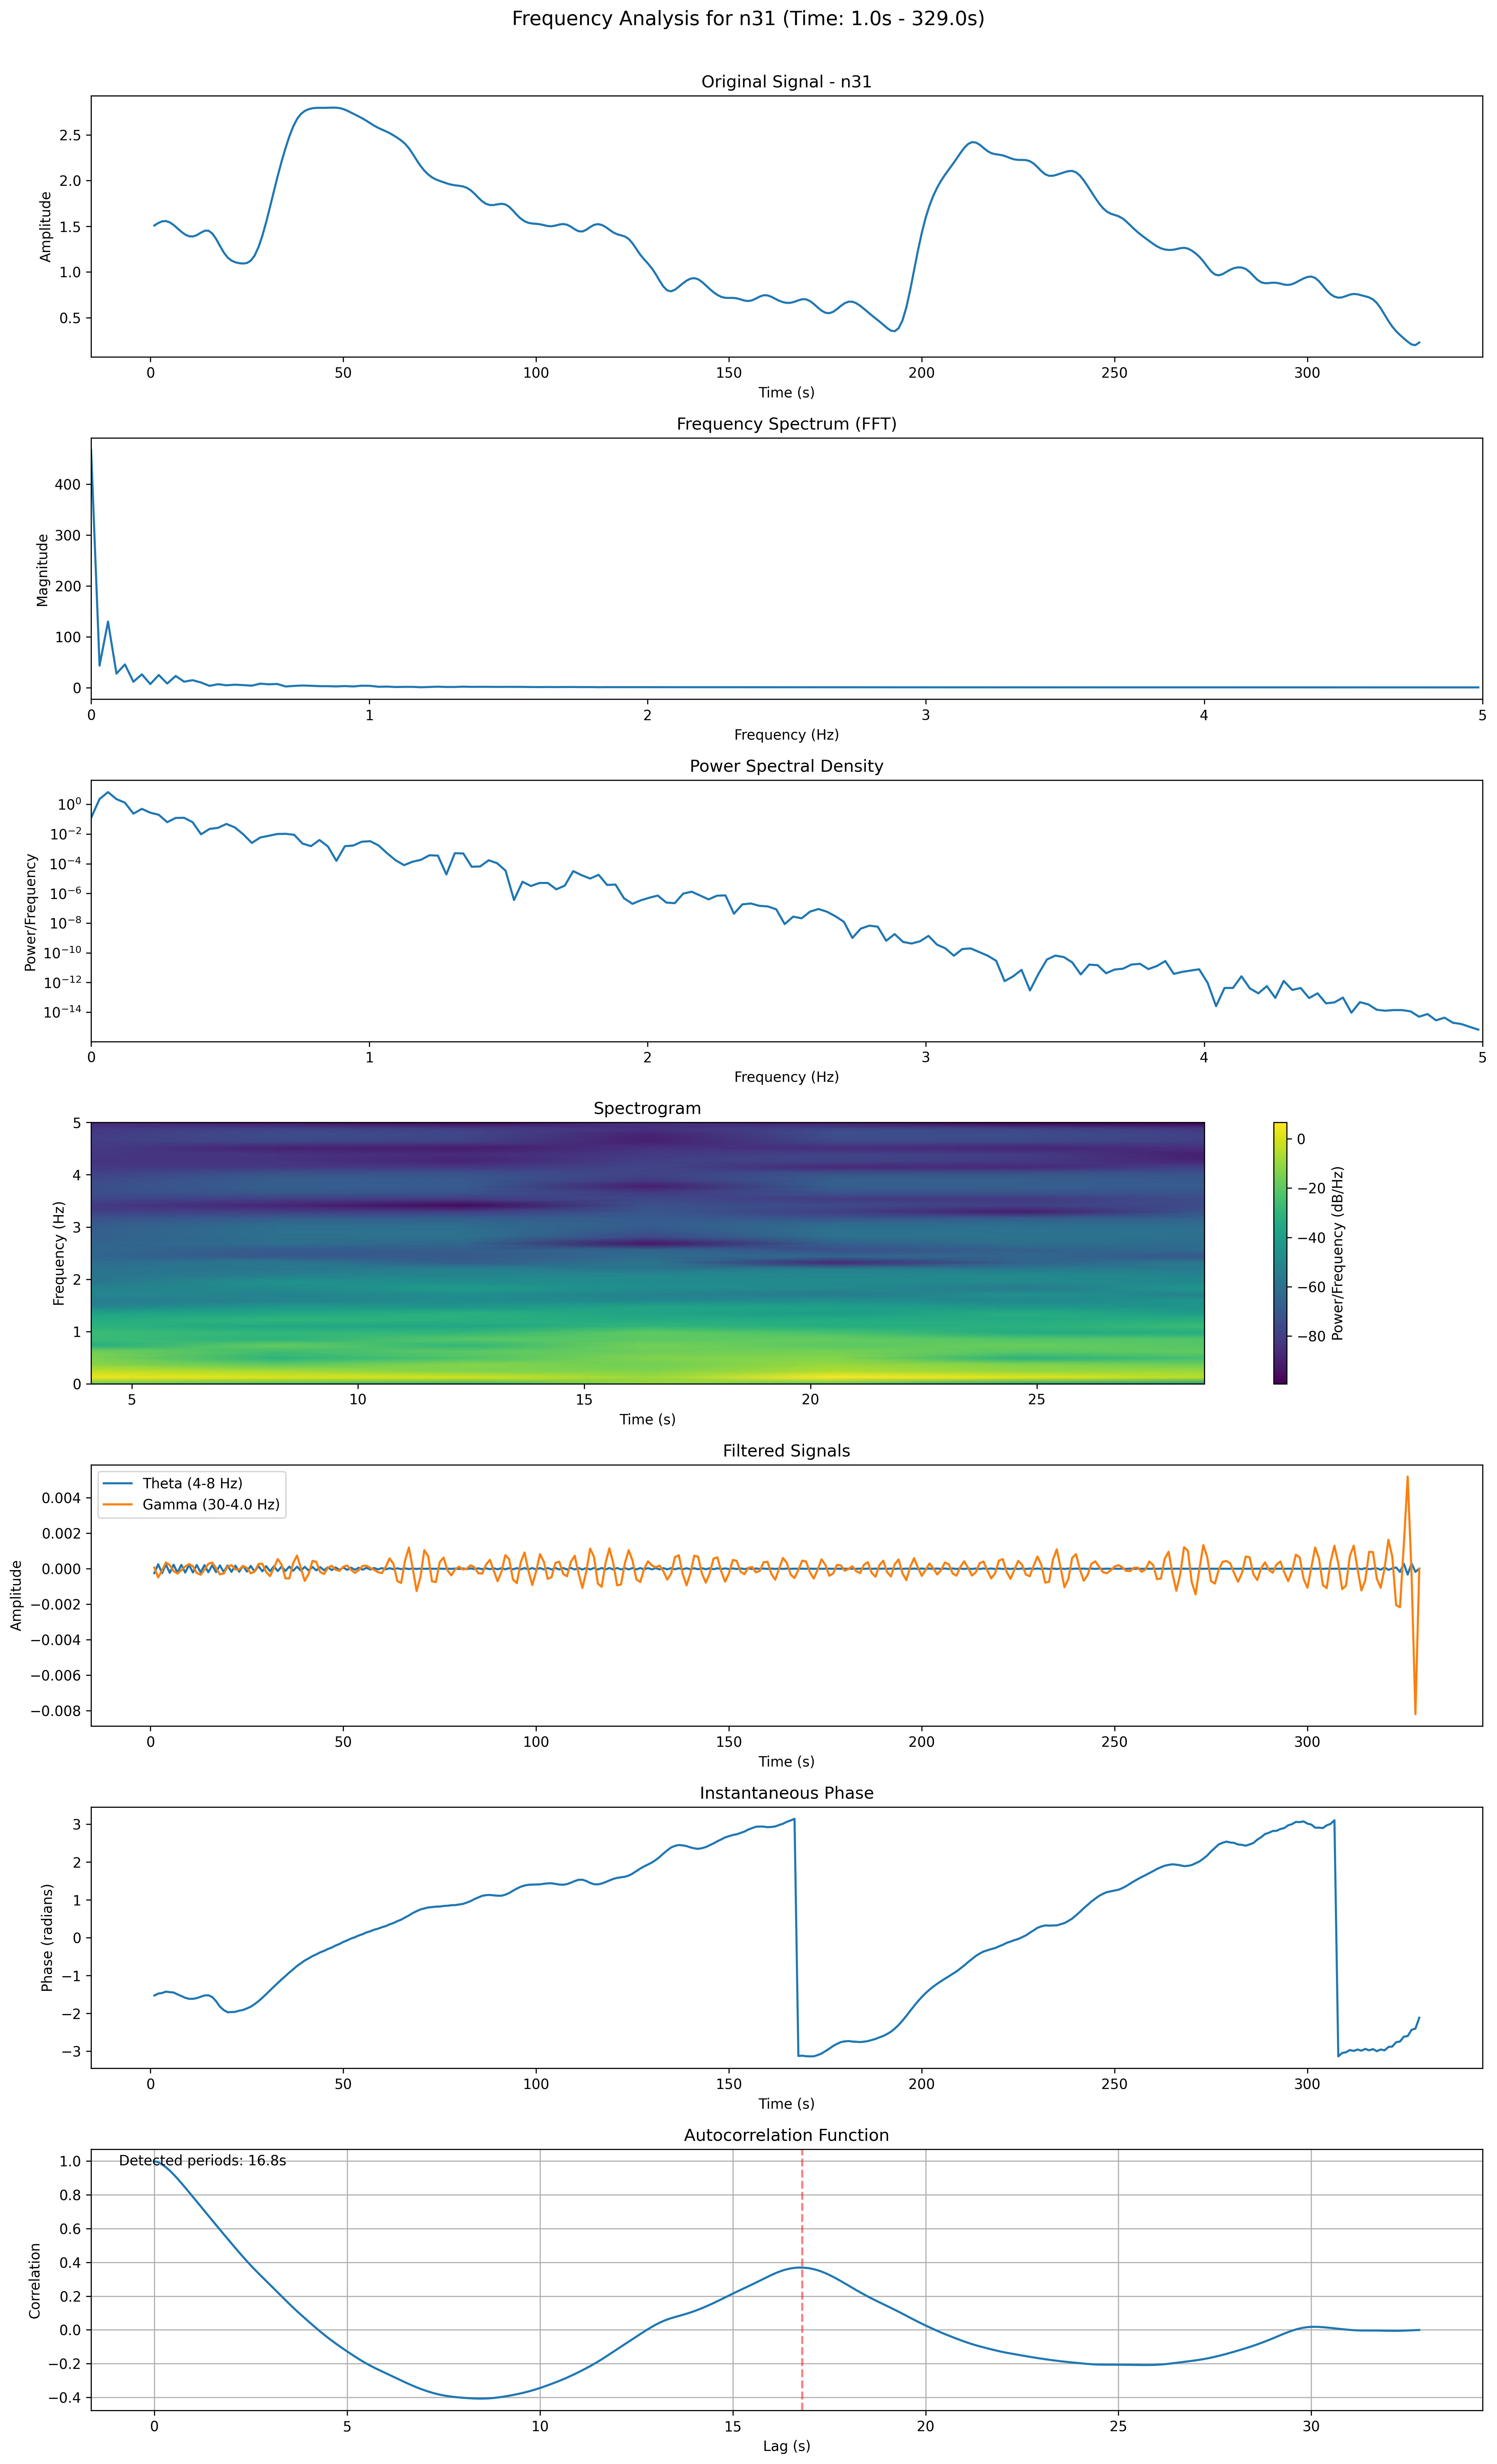 Frequency Analysis for n31 (Time: 1.0s - 329.0s)
Original Signal - n31
Amplitude
2.5
2.0
1.5
1.0
0.5
0 50 100 150 200 250 300
Time (s)
Frequency Spectrum (FFT)
Magnitude
400
300
200
100
0
0 1 2 3 4 5
Frequency (Hz)
Power Spectral Density
Power/Frequency
10⁰
10⁻²
10⁻⁴
10⁻⁶
10⁻⁸
10⁻¹⁰
10⁻¹²
10⁻¹⁴
0 1 2 3 4 5
Frequency (Hz)
Spectrogram
Frequency (Hz)
5
4
3
2
1
0
5 10 15 20 25
Time (s)
0
−20
−40
−60
−80
Power/Frequency (dB/Hz)
Filtered Signals
Theta (4-8 Hz)
Gamma (30-4.0 Hz)
Amplitude
0.004
0.002
0.000
−0.002
−0.004
−0.006
−0.008
0 50 100 150 200 250 300
Time (s)
Instantaneous Phase
Phase (radians)
3
2
1
0
−1
−2
−3
0 50 100 150 200 250 300
Time (s)
Autocorrelation Function
Detected periods: 16.8s
Correlation
1.0
0.8
0.6
0.4
0.2
0.0
−0.2
−0.4
0 5 10 15 20 25 30
Lag (s)